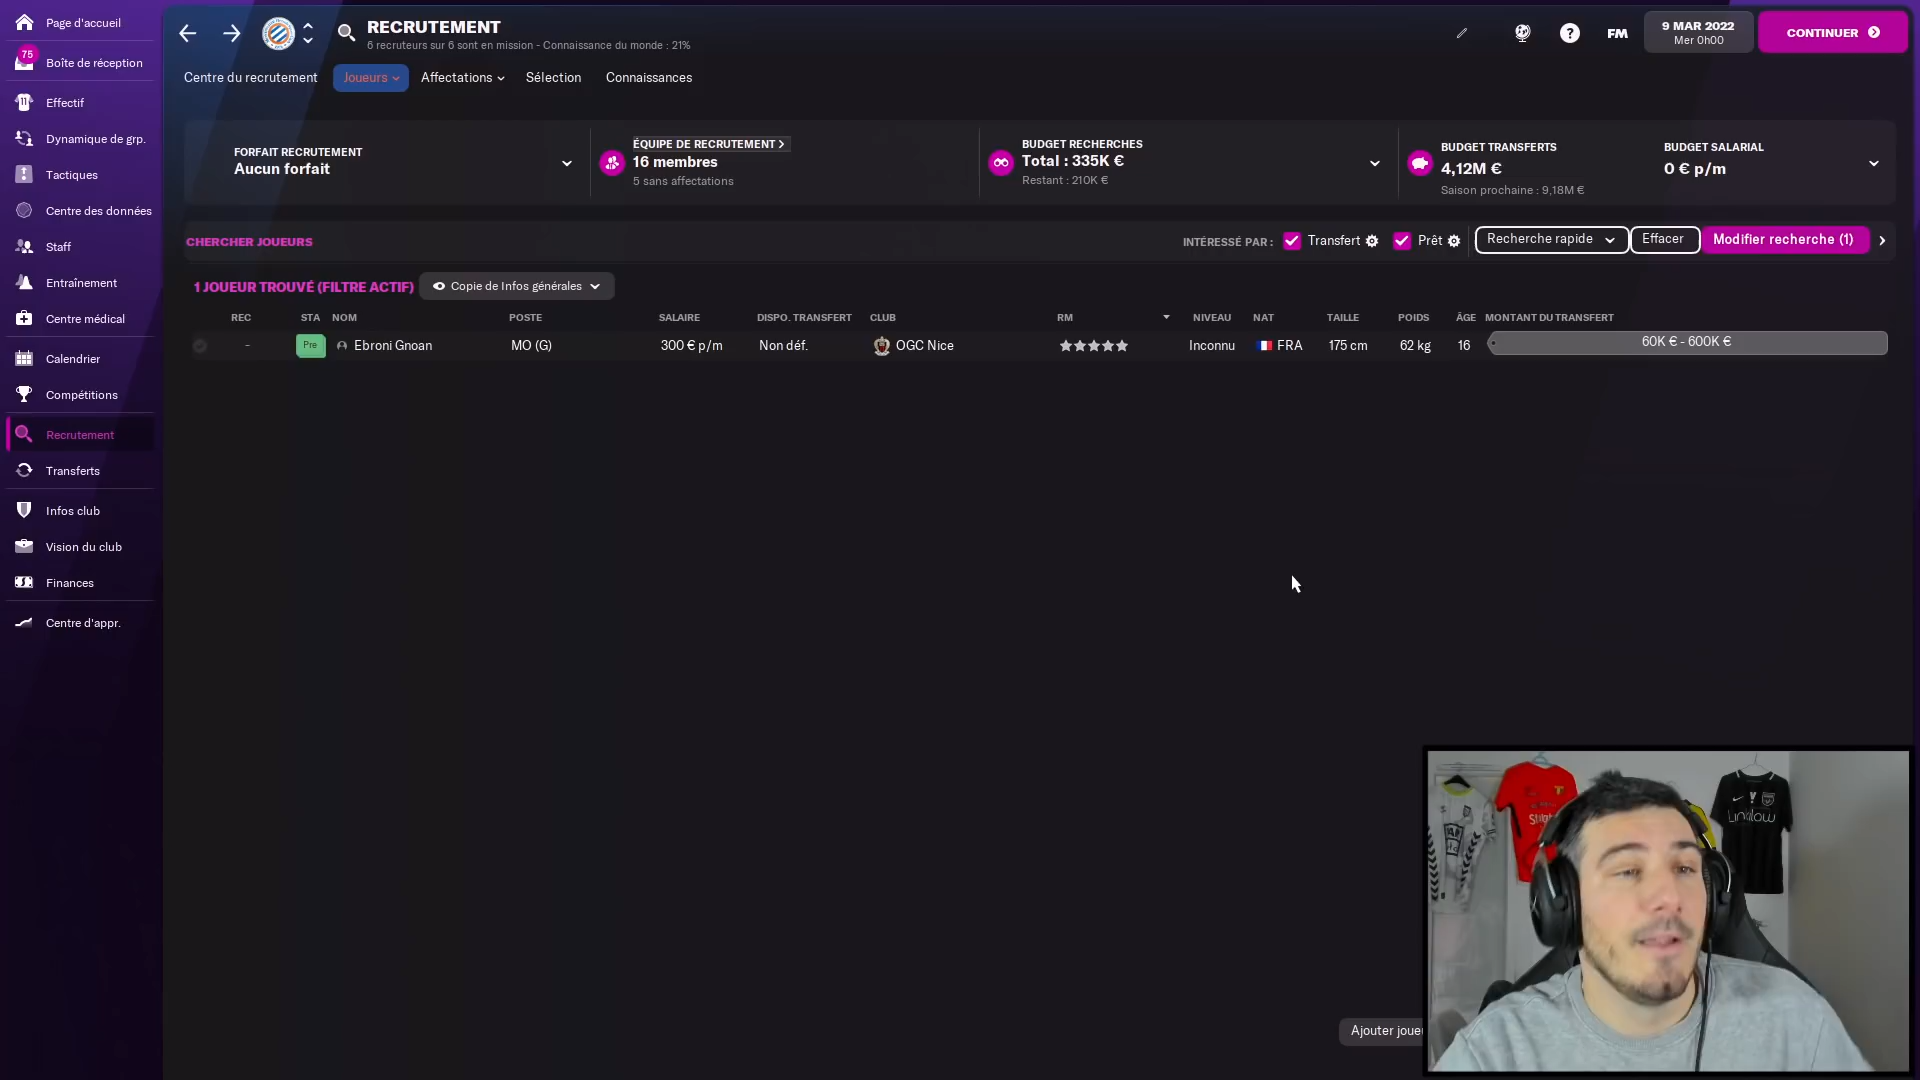 Page d'accueil
75
Boîte de réception
Effectif
Dynamique de grp.
Tactiques
Centre des données
Staff
Entraînement
Centre médical
Calendrier
Compétitions
Recrutement
Transferts
Infos club
Vision du club
Finances
Centre d'appr.
RECRUTEMENT
6 recruteurs sur 6 sont en mission - Connaissance du monde : 21%
FM
9 MAR 2022
Mer 0h00
CONTINUER
Centre du recrutement
Joueurs
Affectations
Sélection
Connaissances
FORFAIT RECRUTEMENT
Aucun forfait
ÉQUIPE DE RECRUTEMENT >
16 membres
5 sans affectations
BUDGET RECHERCHES
Total : 335K €
Restant : 210K €
BUDGET TRANSFERTS
4,12M €
Saison prochaine : 9,18M €
BUDGET SALARIAL
0 € p/m
CHERCHER JOUEURS
INTÉRESSÉ PAR :
Transfert
Prêt
Recherche rapide
Effacer
Modifier recherche (1)
1 JOUEUR TROUVÉ (FILTRE ACTIF)
Copie de Infos générales
REC STA NOM POSTE SALAIRE DISPO. TRANSFERT CLUB RM NIVEAU NAT TAILLE POIDS ÂGE MONTANT DU TRANSFERT
- Pre Ebroni Gnoan MO (G) 300 € p/m Non déf. OGC Nice Inconnu FRA 175 cm 62 kg 16 60K € - 600K €
Ajouter joue